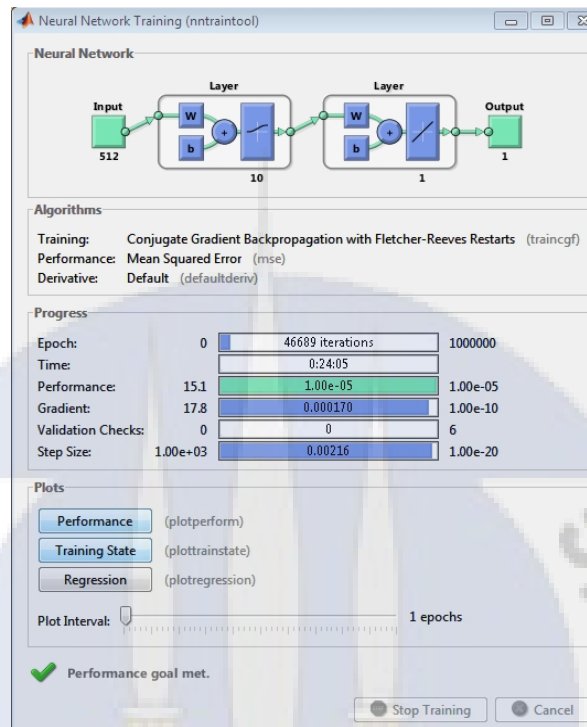 Neural Network Training (nntraintool)
Neural Network
Layer Layer
Input Output
W W
b b
+ +
512 10 1 1
Algorithms
Training: Conjugate Gradient Backpropagation with Fletcher-Reeves Restarts (traincgf)
Performance: Mean Squared Error (mse)
Derivative: Default (defaultderiv)
Progress
Epoch: 0 46689 iterations 1000000
Time: 0:24:05
Performance: 15.1 1.00e-05 1.00e-05
Gradient: 17.8 0.000170 1.00e-10
Validation Checks: 0 0 6
Step Size: 1.00e+03 0.00216 1.00e-20
Plots
Performance (plotperform)
Training State (plottrainstate)
Regression (plotregression)
Plot Interval: 1 epochs
Performance goal met.
Stop Training Cancel